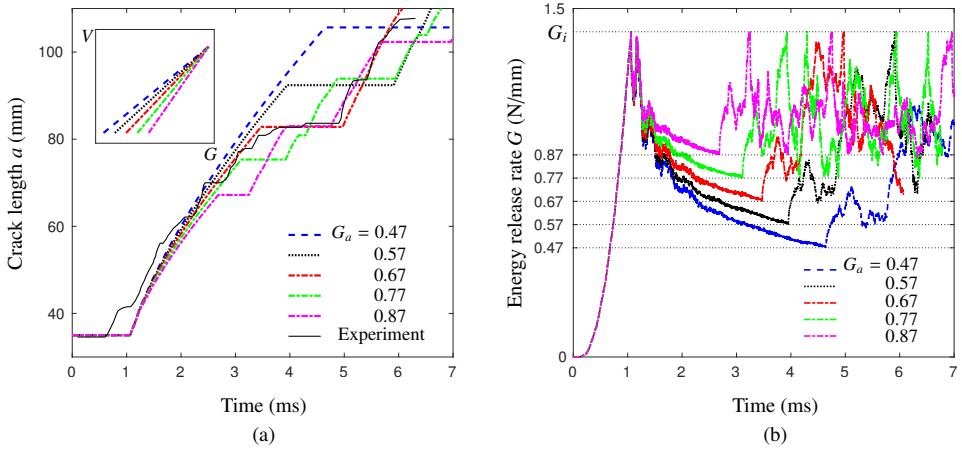 100
80
60
40
0
1
2
3
4
5
6
7
Crack length a (mm)
Time (ms)
V
G
G_a = 0.47
0.57
0.67
0.77
0.87
Experiment
(a)
1.5
G_i
0.87
0.77
0.67
0.57
0.47
0
0
1
2
3
4
5
6
7
Energy release rate G (N/mm)
Time (ms)
G_a = 0.47
0.57
0.67
0.77
0.87
(b)